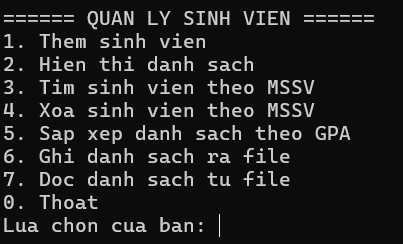 ====== QUAN LY SINH VIEN ======
1. Them sinh vien
2. Hien thi danh sach
3. Tim sinh vien theo MSSV
4. Xoa sinh vien theo MSSV
5. Sap xep danh sach theo GPA
6. Ghi danh sach ra file
7. Doc danh sach tu file
0. Thoat
Lua chon cua ban: